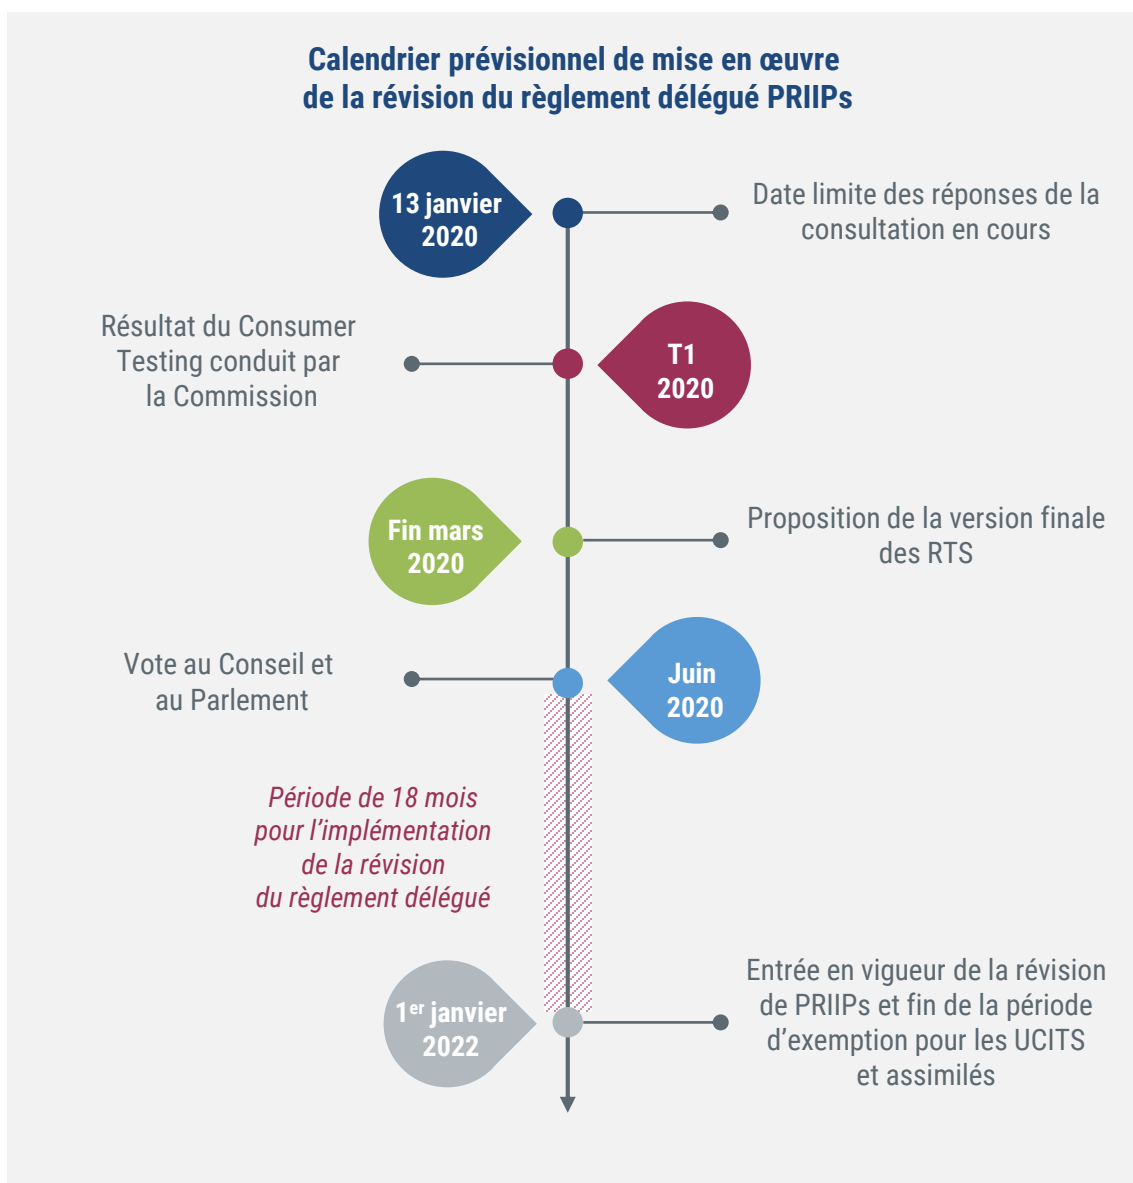 Calendrier prévisionnel de mise en œuvre
de la révision du règlement délégué PRIIPs
13 janvier
2020
Date limite des réponses de la
consultation en cours
Résultat du Consumer
Testing conduit par
la Commission
T1
2020
Fin mars
2020
Proposition de la version finale
des RTS
Vote au Conseil et
au Parlement
Juin
2020
Période de 18 mois
pour l’implémentation
de la révision
du règlement délégué
1er janvier
2022
Entrée en vigueur de la révision
de PRIIPs et fin de la période
d’exemption pour les UCITS
et assimilés